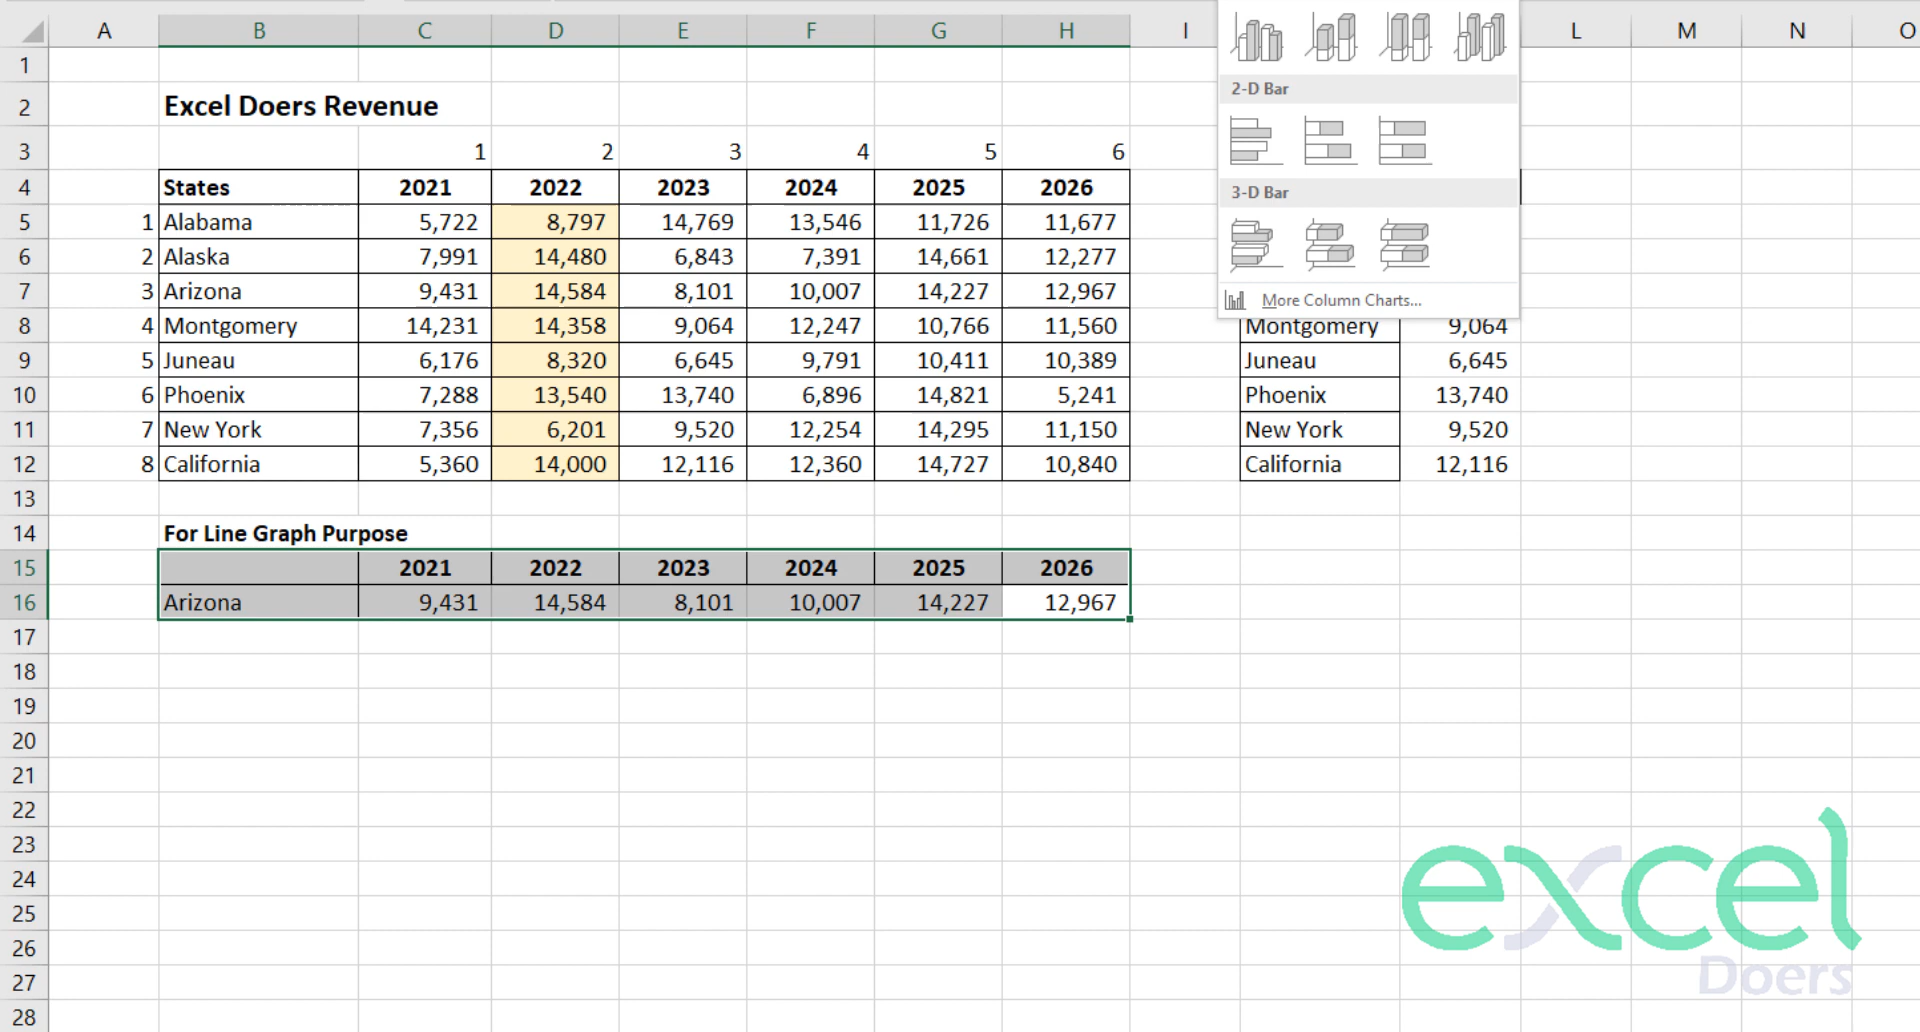 A B C D E F G H I L M N O
2-D Bar
3-D Bar
More Column Charts...
1
2 Excel Doers Revenue
3 1 2 3 4 5 6
4 States 2021 2022 2023 2024 2025 2026
5 1 Alabama 5,722 8,797 14,769 13,546 11,726 11,677
6 2 Alaska 7,991 14,480 6,843 7,391 14,661 12,277
7 3 Arizona 9,431 14,584 8,101 10,007 14,227 12,967
8 4 Montgomery 14,231 14,358 9,064 12,247 10,766 11,560 Montgomery 9,064
9 5 Juneau 6,176 8,320 6,645 9,791 10,411 10,389 Juneau 6,645
10 6 Phoenix 7,288 13,540 13,740 6,896 14,821 5,241 Phoenix 13,740
11 7 New York 7,356 6,201 9,520 12,254 14,295 11,150 New York 9,520
12 8 California 5,360 14,000 12,116 12,360 14,727 10,840 California 12,116
13
14 For Line Graph Purpose
15 2021 2022 2023 2024 2025 2026
16 Arizona 9,431 14,584 8,101 10,007 14,227 12,967
17
18
19
20
21
22
23
24
25
26
27
28
excel
Doers